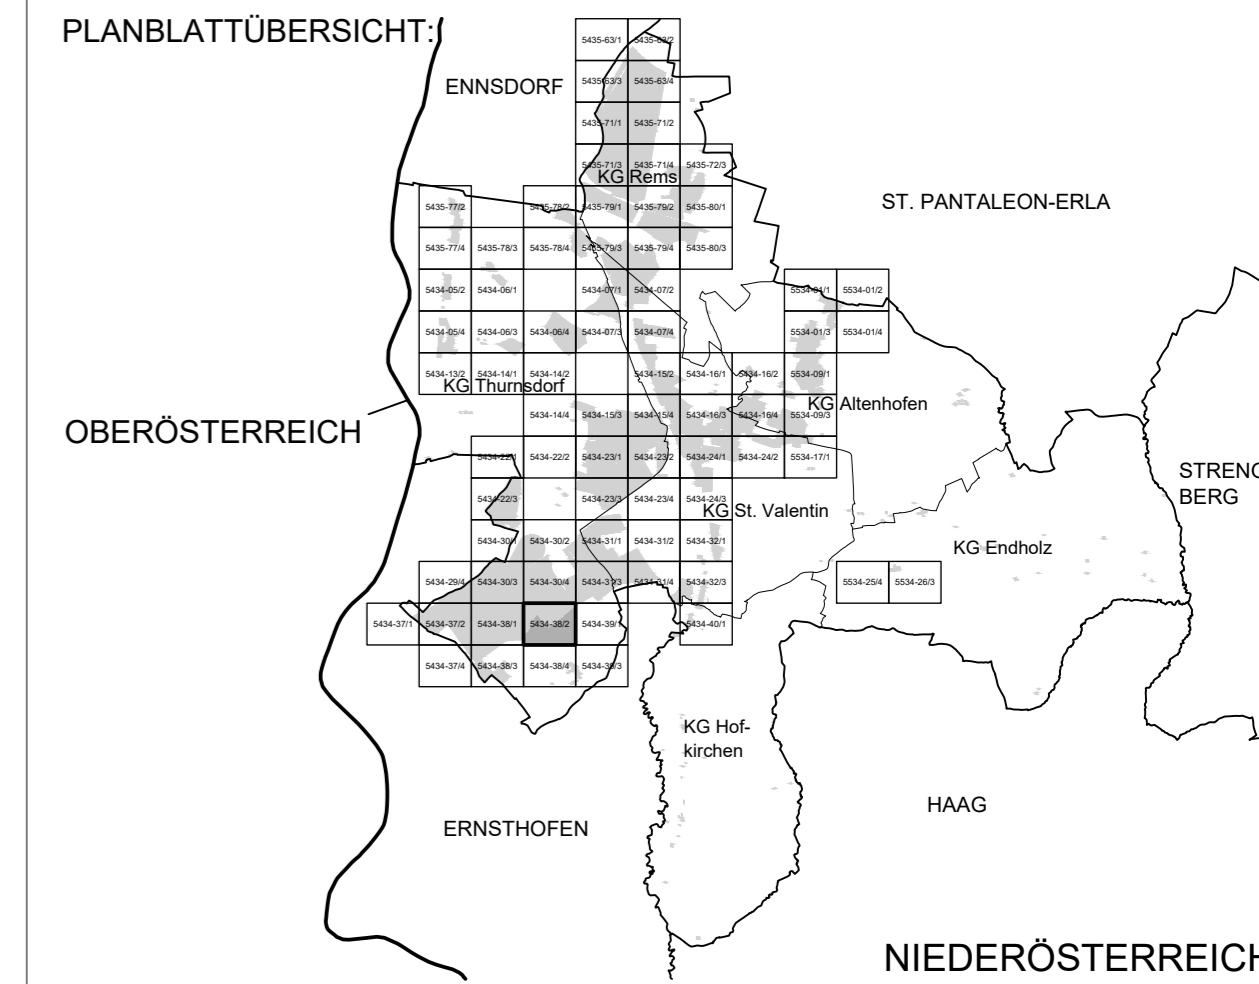 PLANBLATTÜBERSICHT:
5435-63/1 5435-63/2
ENNSDORF
5435-63/3 5435-63/4
5435-71/1 5435-71/2
5435-71/3 5435-71/4 5435-72/3
KG Rems
ST. PANTALEON-ERLA
5435-77/2 5435-78/2 5435-79/1 5435-79/2 5435-80/1
5435-77/4 5435-78/3 5435-78/4 5435-79/3 5435-79/4 5435-80/3
5434-05/2 5434-06/1 5434-07/1 5434-07/2 5534-01/1 5534-01/2
5434-05/4 5434-06/3 5434-06/4 5434-07/3 5434-07/4 5534-01/3 5534-01/4
5434-13/2 5434-14/1 5434-14/2 5434-15/2 5434-16/1 5434-16/2 5534-09/1
KG Thurnsdorf
KG Altenhofen
5434-14/4 5434-15/3 5434-15/4 5434-16/3 5434-16/4 5534-09/3
OBERÖSTERREICH
5434-22/1 5434-22/2 5434-23/1 5434-23/2 5434-24/1 5434-24/2 5534-17/1
STRENG
BERG
5434-22/3 5434-23/3 5434-23/4 5434-24/3
KG St. Valentin
5434-30/1 5434-30/2 5434-31/1 5434-31/2 5434-32/1
KG Endholz
5434-29/4 5434-30/3 5434-30/4 5434-31/3 5434-31/4 5434-32/3 5534-25/4 5534-26/3
5434-37/1 5434-37/2 5434-38/1 5434-38/2 5434-39/1 5434-40/1
5434-37/4 5434-38/3 5434-38/4 5434-39/3
KG Hof-
kirchen
HAAG
ERNSTHOFEN
NIEDERÖSTERREICH